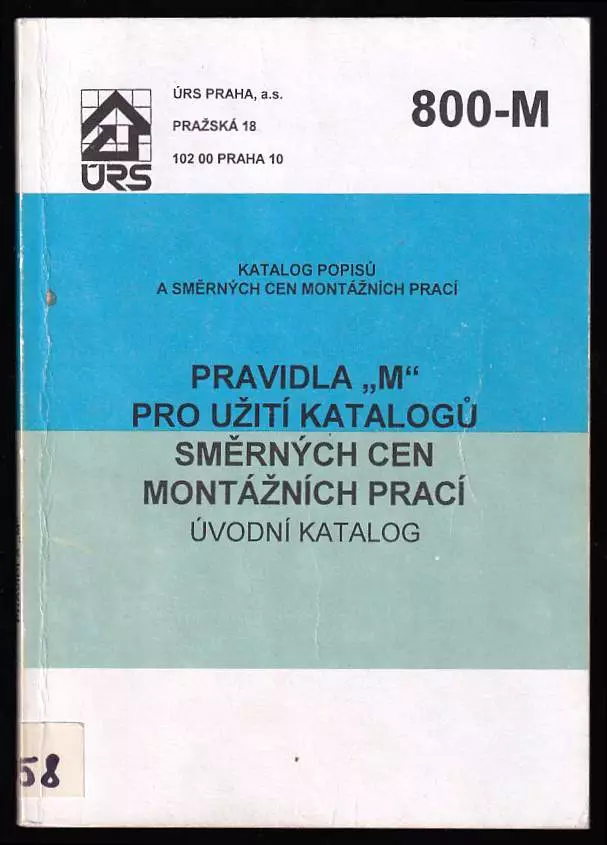 ÚRS PRAHA, a.s.
PRAŽSKÁ 18
102 00 PRAHA 10
800-M
ÚRS
KATALOG POPISŮ
A SMĚRNÝCH CEN MONTÁŽNÍCH PRACÍ
PRAVIDLA „M“
PRO UŽITÍ KATALOGŮ
SMĚRNÝCH CEN
MONTÁŽNÍCH PRACÍ
ÚVODNÍ KATALOG
58